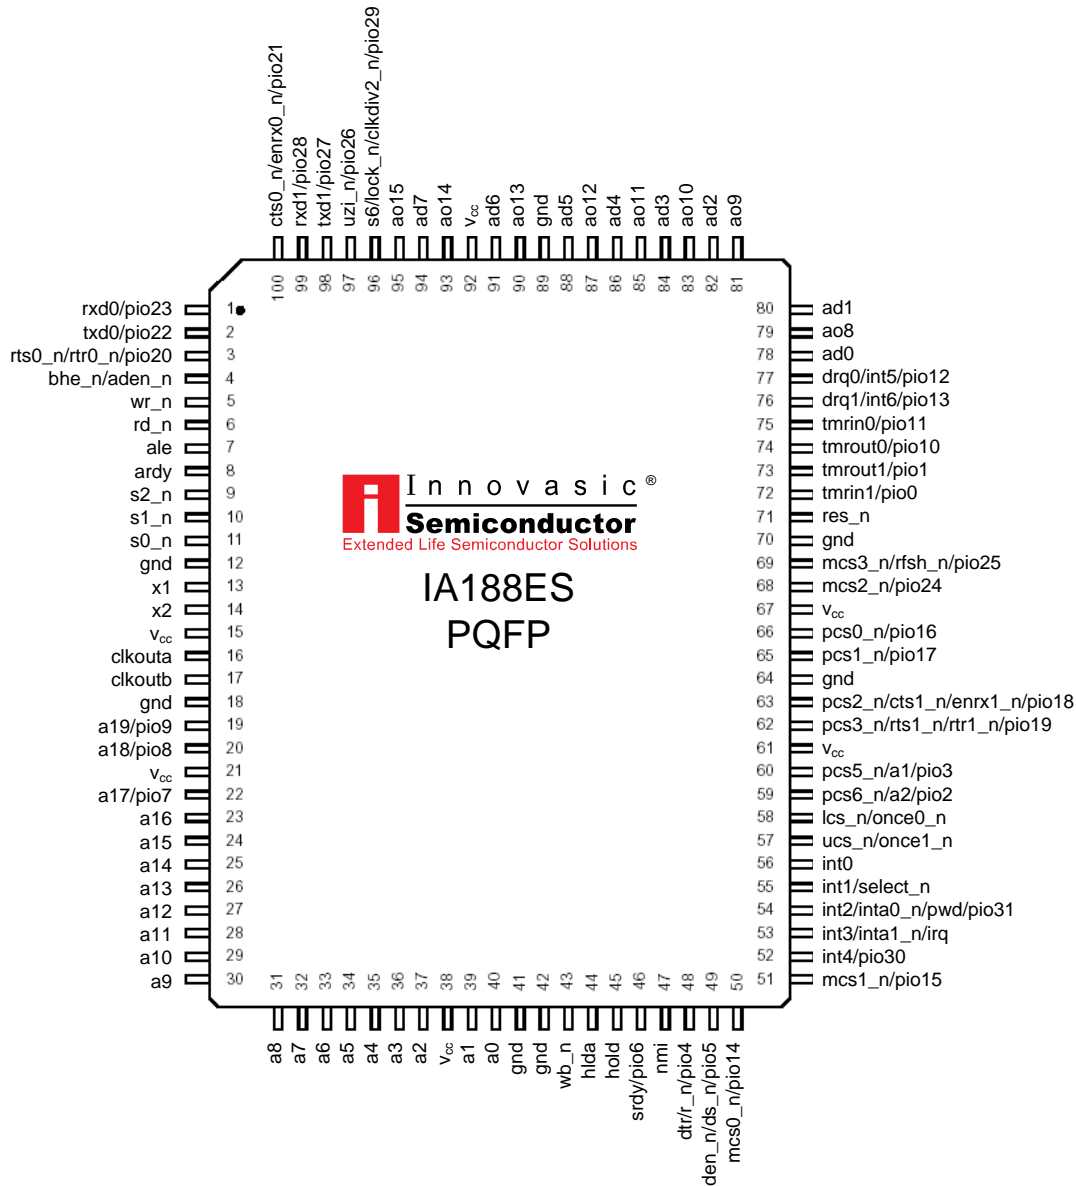 cts0_n/enrx0_n/pio21
rxd1/pio28
txd1/pio27
uzi_n/pio26
s6/lock_n/clkdiv2_n/pio29
ao15
ad7
ao14
vcc
ad6
ao13
gnd
ad5
ao12
ad4
ao11
ad3
ao10
ad2
ao9
100 99 98 97 96 95 94 93 92 91 90 89 88 87 86 85 84 83 82 81
rxd0/pio23 1
txd0/pio22 2
rts0_n/rtr0_n/pio20 3
bhe_n/aden_n 4
wr_n 5
rd_n 6
ale 7
ardy 8
s2_n 9
s1_n 10
s0_n 11
gnd 12
x1 13
x2 14
vcc 15
clkouta 16
clkoutb 17
gnd 18
a19/pio9 19
a18/pio8 20
vcc 21
a17/pio7 22
a16 23
a15 24
a14 25
a13 26
a12 27
a11 28
a10 29
a9 30
i Innovasic ®
Semiconductor
Extended Life Semiconductor Solutions
IA188ES
PQFP
80 ad1
79 ao8
78 ad0
77 drq0/int5/pio12
76 drq1/int6/pio13
75 tmrin0/pio11
74 tmrout0/pio10
73 tmrout1/pio1
72 tmrin1/pio0
71 res_n
70 gnd
69 mcs3_n/rfsh_n/pio25
68 mcs2_n/pio24
67 vcc
66 pcs0_n/pio16
65 pcs1_n/pio17
64 gnd
63 pcs2_n/cts1_n/enrx1_n/pio18
62 pcs3_n/rts1_n/rtr1_n/pio19
61 vcc
60 pcs5_n/a1/pio3
59 pcs6_n/a2/pio2
58 lcs_n/once0_n
57 ucs_n/once1_n
56 int0
55 int1/select_n
54 int2/inta0_n/pwd/pio31
53 int3/inta1_n/irq
52 int4/pio30
51 mcs1_n/pio15
31 32 33 34 35 36 37 38 39 40 41 42 43 44 45 46 47 48 49 50
a8
a7
a6
a5
a4
a3
a2
vcc
a1
a0
gnd
gnd
wb_n
hlda
hold
srdy/pio6
nmi
dtr/r_n/pio4
den_n/ds_n/pio5
mcs0_n/pio14